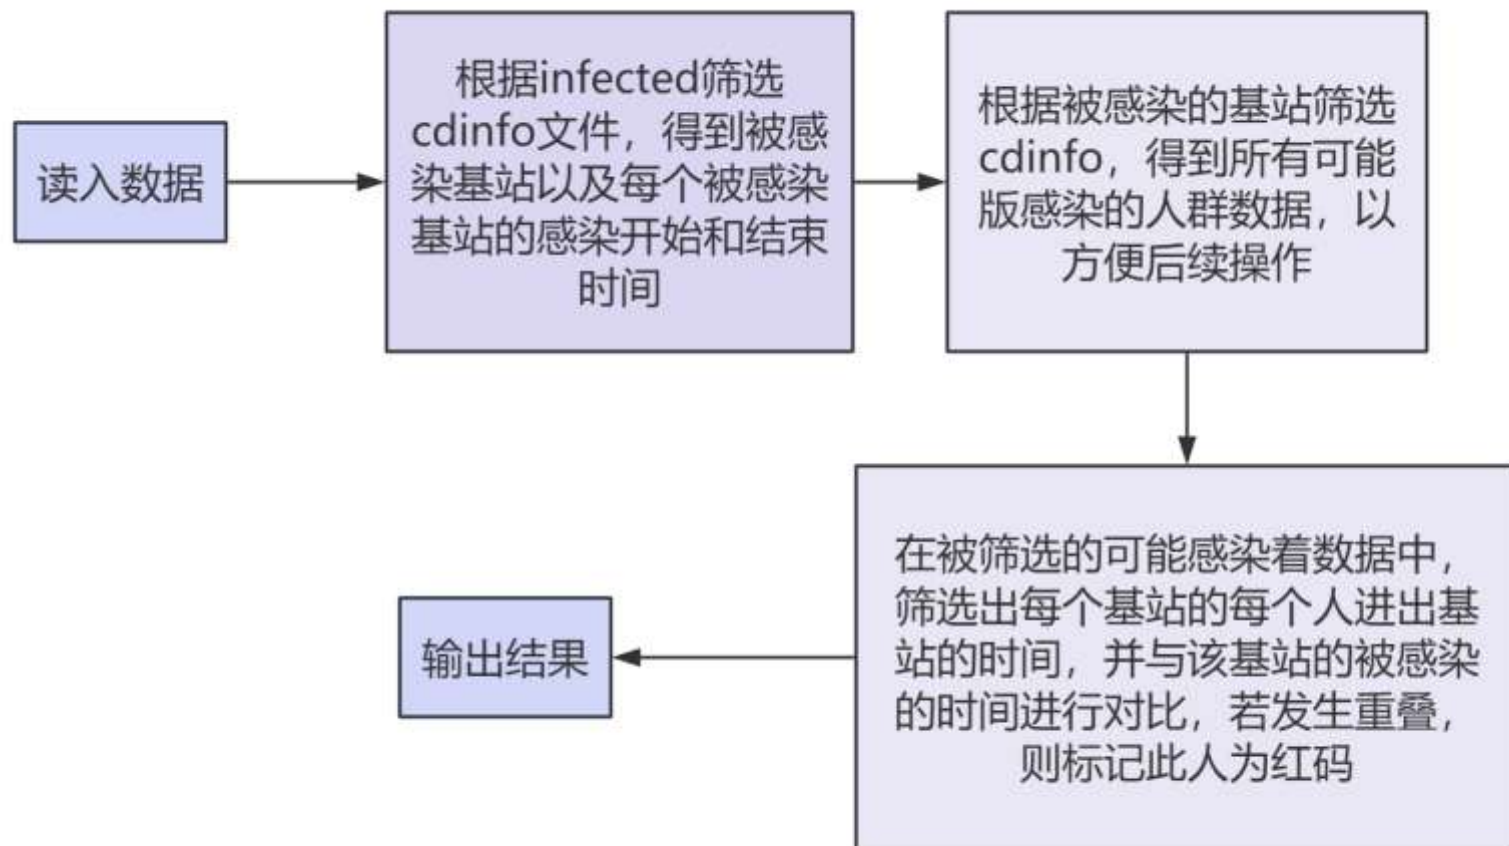 读入数据
根据infected筛选
cdinfo文件，得到被感
染基站以及每个被感染
基站的感染开始和结束
时间
根据被感染的基站筛选
cdinfo，得到所有可能
版感染的人群数据，以
方便后续操作
在被筛选的可能感染着数据中，
筛选出每个基站的每个人进出基
站的时间，并与该基站的被感染
的时间进行对比，若发生重叠，
则标记此人为红码
输出结果